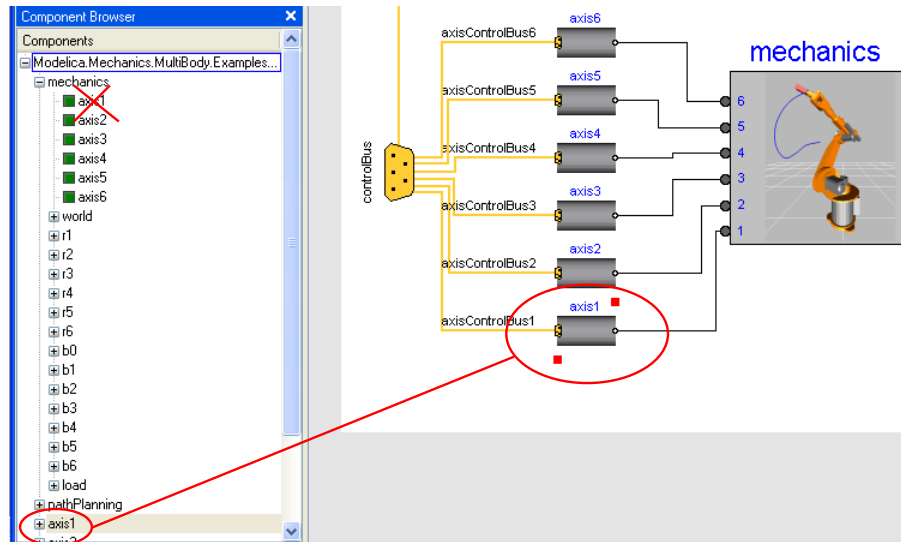 Component Browser
Components
Modelica.Mechanics.MultiBody.Examples...
mechanics
axis1
axis2
axis3
axis4
axis5
axis6
world
r1
r2
r3
r4
r5
r6
b0
b1
b2
b3
b4
b5
b6
load
pathPlanning
axis1
axis2
controlBus
axisControlBus6
axis6
axisControlBus5
axis5
axisControlBus4
axis4
axisControlBus3
axis3
axisControlBus2
axis2
axisControlBus1
axis1
mechanics
6
5
4
3
2
1